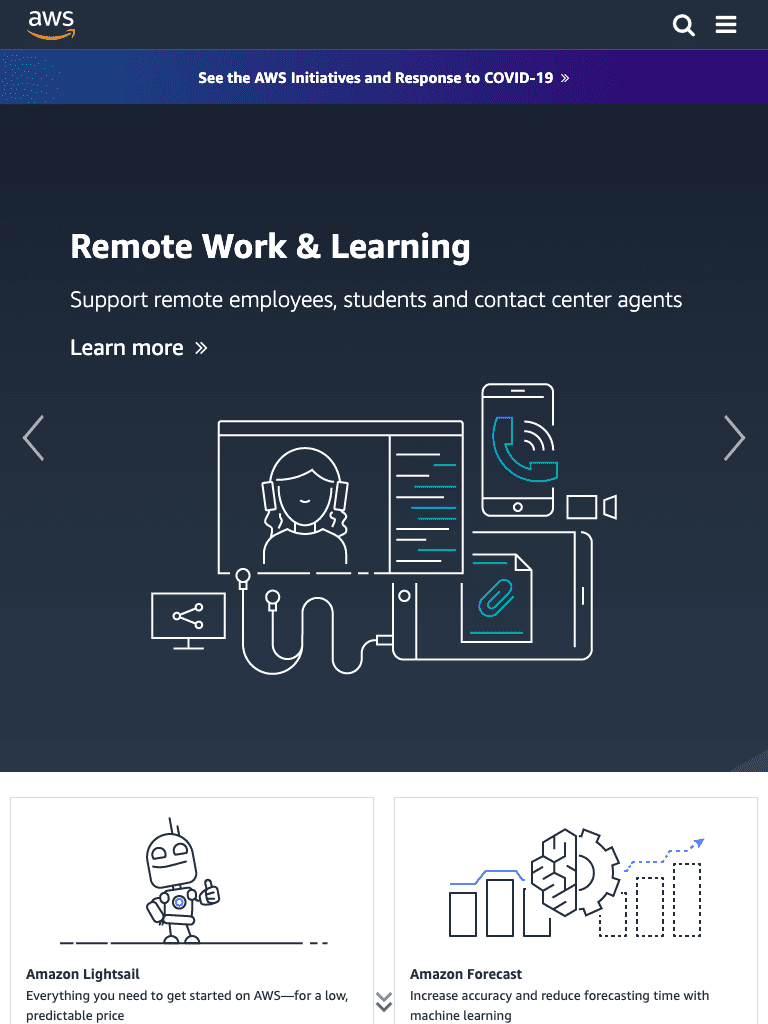 aws
See the AWS Initiatives and Response to COVID-19 »
Remote Work & Learning
Support remote employees, students and contact center agents
Learn more »
Amazon Lightsail
Everything you need to get started on AWS—for a low,
predictable price
Amazon Forecast
Increase accuracy and reduce forecasting time with
machine learning